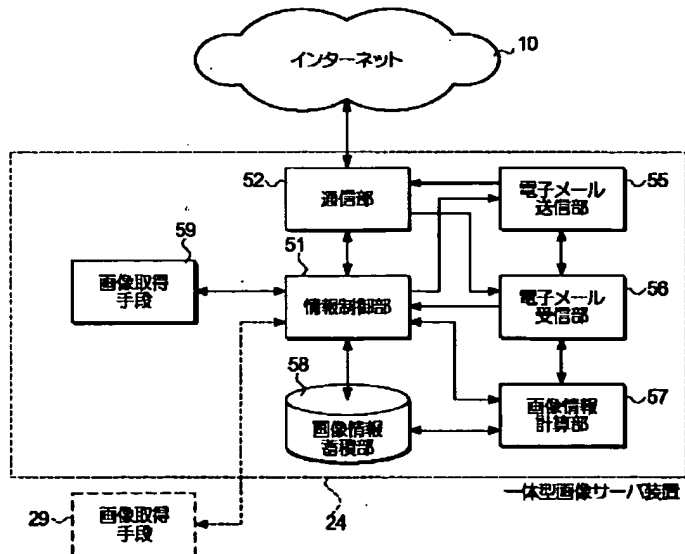 インターネット
10
52
通信部
電子メール
送信部
55
59
画像取得
手段
51
情報制御部
電子メール
受信部
56
58
画像情報
蓄積部
画像情報
計算部
57
29
画像取得
手段
24
一体型画像サーバ装置